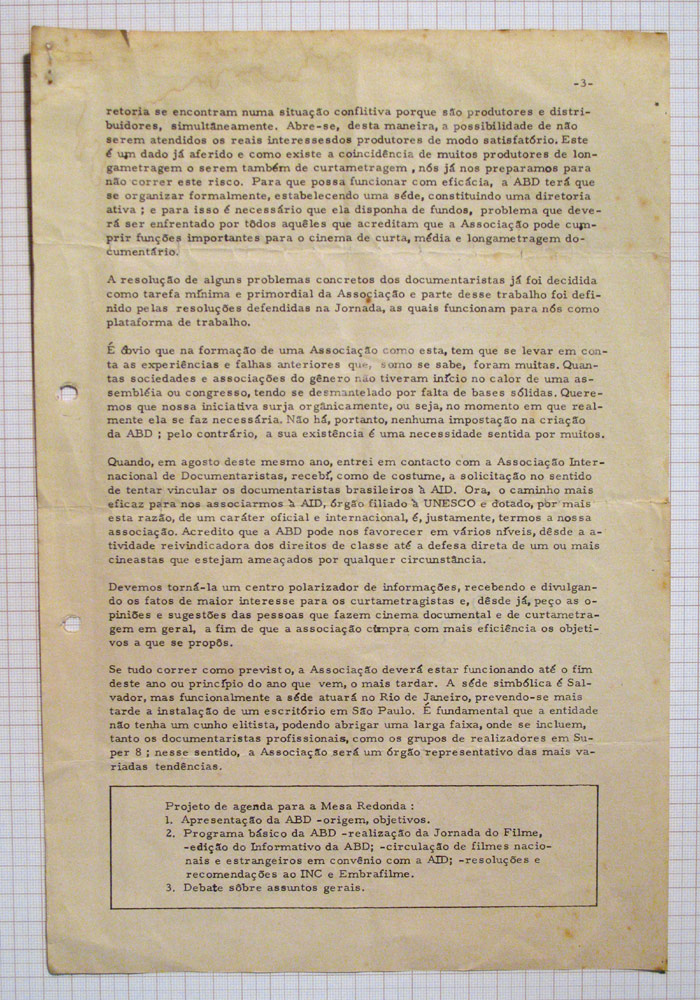 -3-
retoria se encontram numa situação conflitiva porque são produtores e distri-
buidores, simultâneamente. Abre-se, desta maneira, a possibilidade de não
serem atendidos os reais interessesdos produtores de modo satisfatório. Este
é um dado já aferido e como existe a coincidência de muitos produtores de lon-
gametragem o serem também de curtametragem , nós já nos preparamos para
não correr este risco. Para que possa funcionar com eficácia, a ABD terá que
se organizar formalmente, estabelecendo uma séde, constituindo uma diretoria
ativa ; e para isso é necessário que ela disponha de fundos, problema que deve-
rá ser enfrentado por tôdos aquêles que acreditam que a Associação pode cum-
prir funções importantes para o cinema de curta, média e longametragem do-
cumentário.
A resolução de alguns problemas concretos dos documentaristas já foi decidida
como tarefa mínima e primordial da Associação e parte desse trabalho foi defi-
nido pelas resoluções defendidas na Jornada, as quais funcionam para nós como
plataforma de trabalho.
É óbvio que na formação de uma Associação como esta, tem que se levar em con-
ta as experiências e falhas anteriores que, somo se sabe, foram muitas. Quan-
tas sociedades e associações do gênero não tiveram início no calor de uma as-
sembléia ou congresso, tendo se desmantelado por falta de bases sólidas. Quere-
mos que nossa iniciativa surja orgânicamente, ou seja, no momento em que real-
mente ela se faz necessária. Não há, portanto, nenhuma impostação na criação
da ABD ; pelo contrário, a sua existência é uma necessidade sentida por muitos.
Quando, em agosto deste mesmo ano, entrei em contacto com a Associação Inter-
nacional de Documentaristas, recebí, como de costume, a solicitação no sentido
de tentar vincular os documentaristas brasileiros à AID. Ora, o caminho mais
eficaz para nos associarmos à AID, órgão filiado à UNESCO e dotado, por mais
esta razão, de um caráter oficial e internacional, é, justamente, termos a nossa
associação. Acredito que a ABD pode nos favorecer em vários níveis, dêsde a a-
tividade reivindicadora dos direitos de classe até a defesa direta de um ou mais
cineastas que estejam ameaçados por qualquer circunstância.
Devemos torná-la um centro polarizador de informações, recebendo e divulgan-
do os fatos de maior interesse para os curtametragistas e, dêsde já, peço as o-
piniões e sugestões das pessoas que fazem cinema documental e de curtametra-
gem em geral, a fim de que a associação cumpra com mais eficiência os objeti-
vos a que se propôs.
Se tudo correr como previsto, a Associação deverá estar funcionando até o fim
deste ano ou princípio do ano que vem, o mais tardar. A séde simbólica é Sal-
vador, mas funcionalmente a séde atuará no Rio de Janeiro, prevendo-se mais
tarde a instalação de um escritório em São Paulo. É fundamental que a entidade
não tenha um cunho elitista, podendo abrigar uma larga faixa, onde se incluem,
tanto os documentaristas profissionais, como os grupos de realizadores em Su-
per 8 ; nesse sentido, a Associação será um órgão representativo das mais va-
riadas tendências.
Projeto de agenda para a Mesa Redonda :
1. Apresentação da ABD -origem, objetivos.
2. Programa básico da ABD -realização da Jornada do Filme,
-edição do Informativo da ABD; -circulação de filmes nacio-
nais e estrangeiros em convênio com a AID; -resoluções e
recomendações ao INC e Embrafilme.
3. Debate sôbre assuntos gerais.